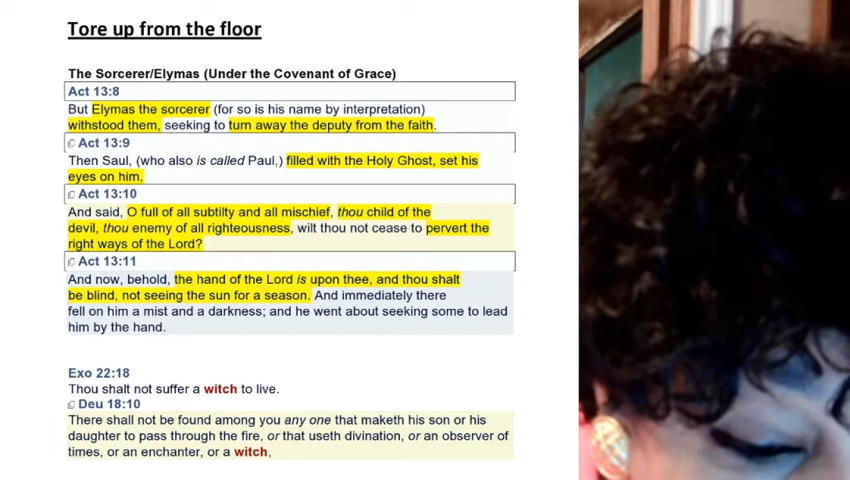 Tore up from the floor
The Sorcerer/Elymas (Under the Covenant of Grace)
Act 13:8
But Elymas the sorcerer (for so is his name by interpretation)
withstood them, seeking to turn away the deputy from the faith.
Act 13:9
Then Saul, (who also is called Paul,) filled with the Holy Ghost, set his
eyes on him,
Act 13:10
And said, O full of all subtilty and all mischief, thou child of the
devil, thou enemy of all righteousness, wilt thou not cease to pervert the
right ways of the Lord?
Act 13:11
And now, behold, the hand of the Lord is upon thee, and thou shalt
be blind, not seeing the sun for a season. And immediately there
fell on him a mist and a darkness; and he went about seeking some to lead
him by the hand.
Exo 22:18
Thou shalt not suffer a witch to live.
Deu 18:10
There shall not be found among you any one that maketh his son or his
daughter to pass through the fire, or that useth divination, or an observer of
times, or an enchanter, or a witch,